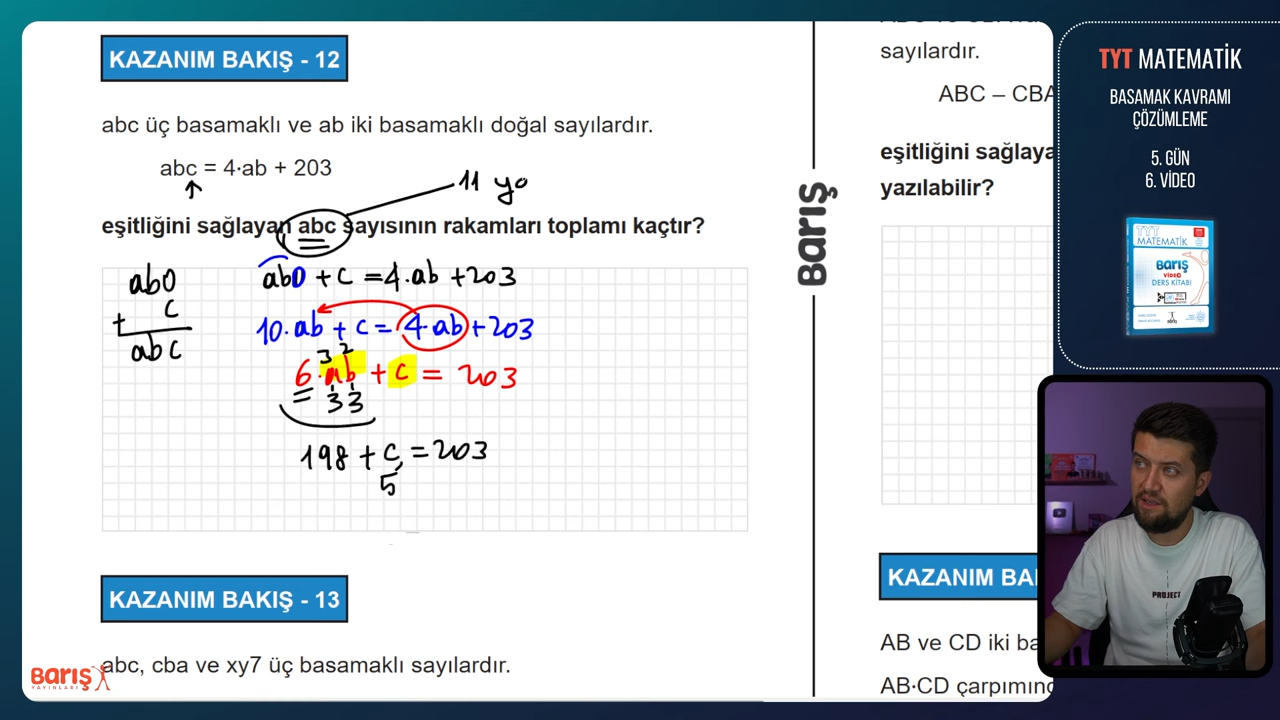 KAZANIM BAKIŞ - 12
abc üç basamaklı ve ab iki basamaklı doğal sayılardır.
abc = 4·ab + 203
11 yo
eşitliğini sağlayan abc sayısının rakamları toplamı kaçtır?
ab0
+ c
abc
ab0 + c = 4.ab + 203
10.ab + c = 4.ab + 203
32
6.ab + c = 203
33
198 + c = 203
5
KAZANIM BAKIŞ - 13
abc, cba ve xy7 üç basamaklı sayılardır.
Barış
YAYINLARI
Barış
sayılardır.
ABC – CBA
eşitliğini sağlaya
yazılabilir?
KAZANIM BA
AB ve CD iki ba
AB·CD çarpımın
TYT MATEMATİK
BASAMAK KAVRAMI
ÇÖZÜMLEME
5. GÜN
6. VİDEO
TYT
MATEMATİK
Barış
VİDEO
DERS KİTABI
PROJECT